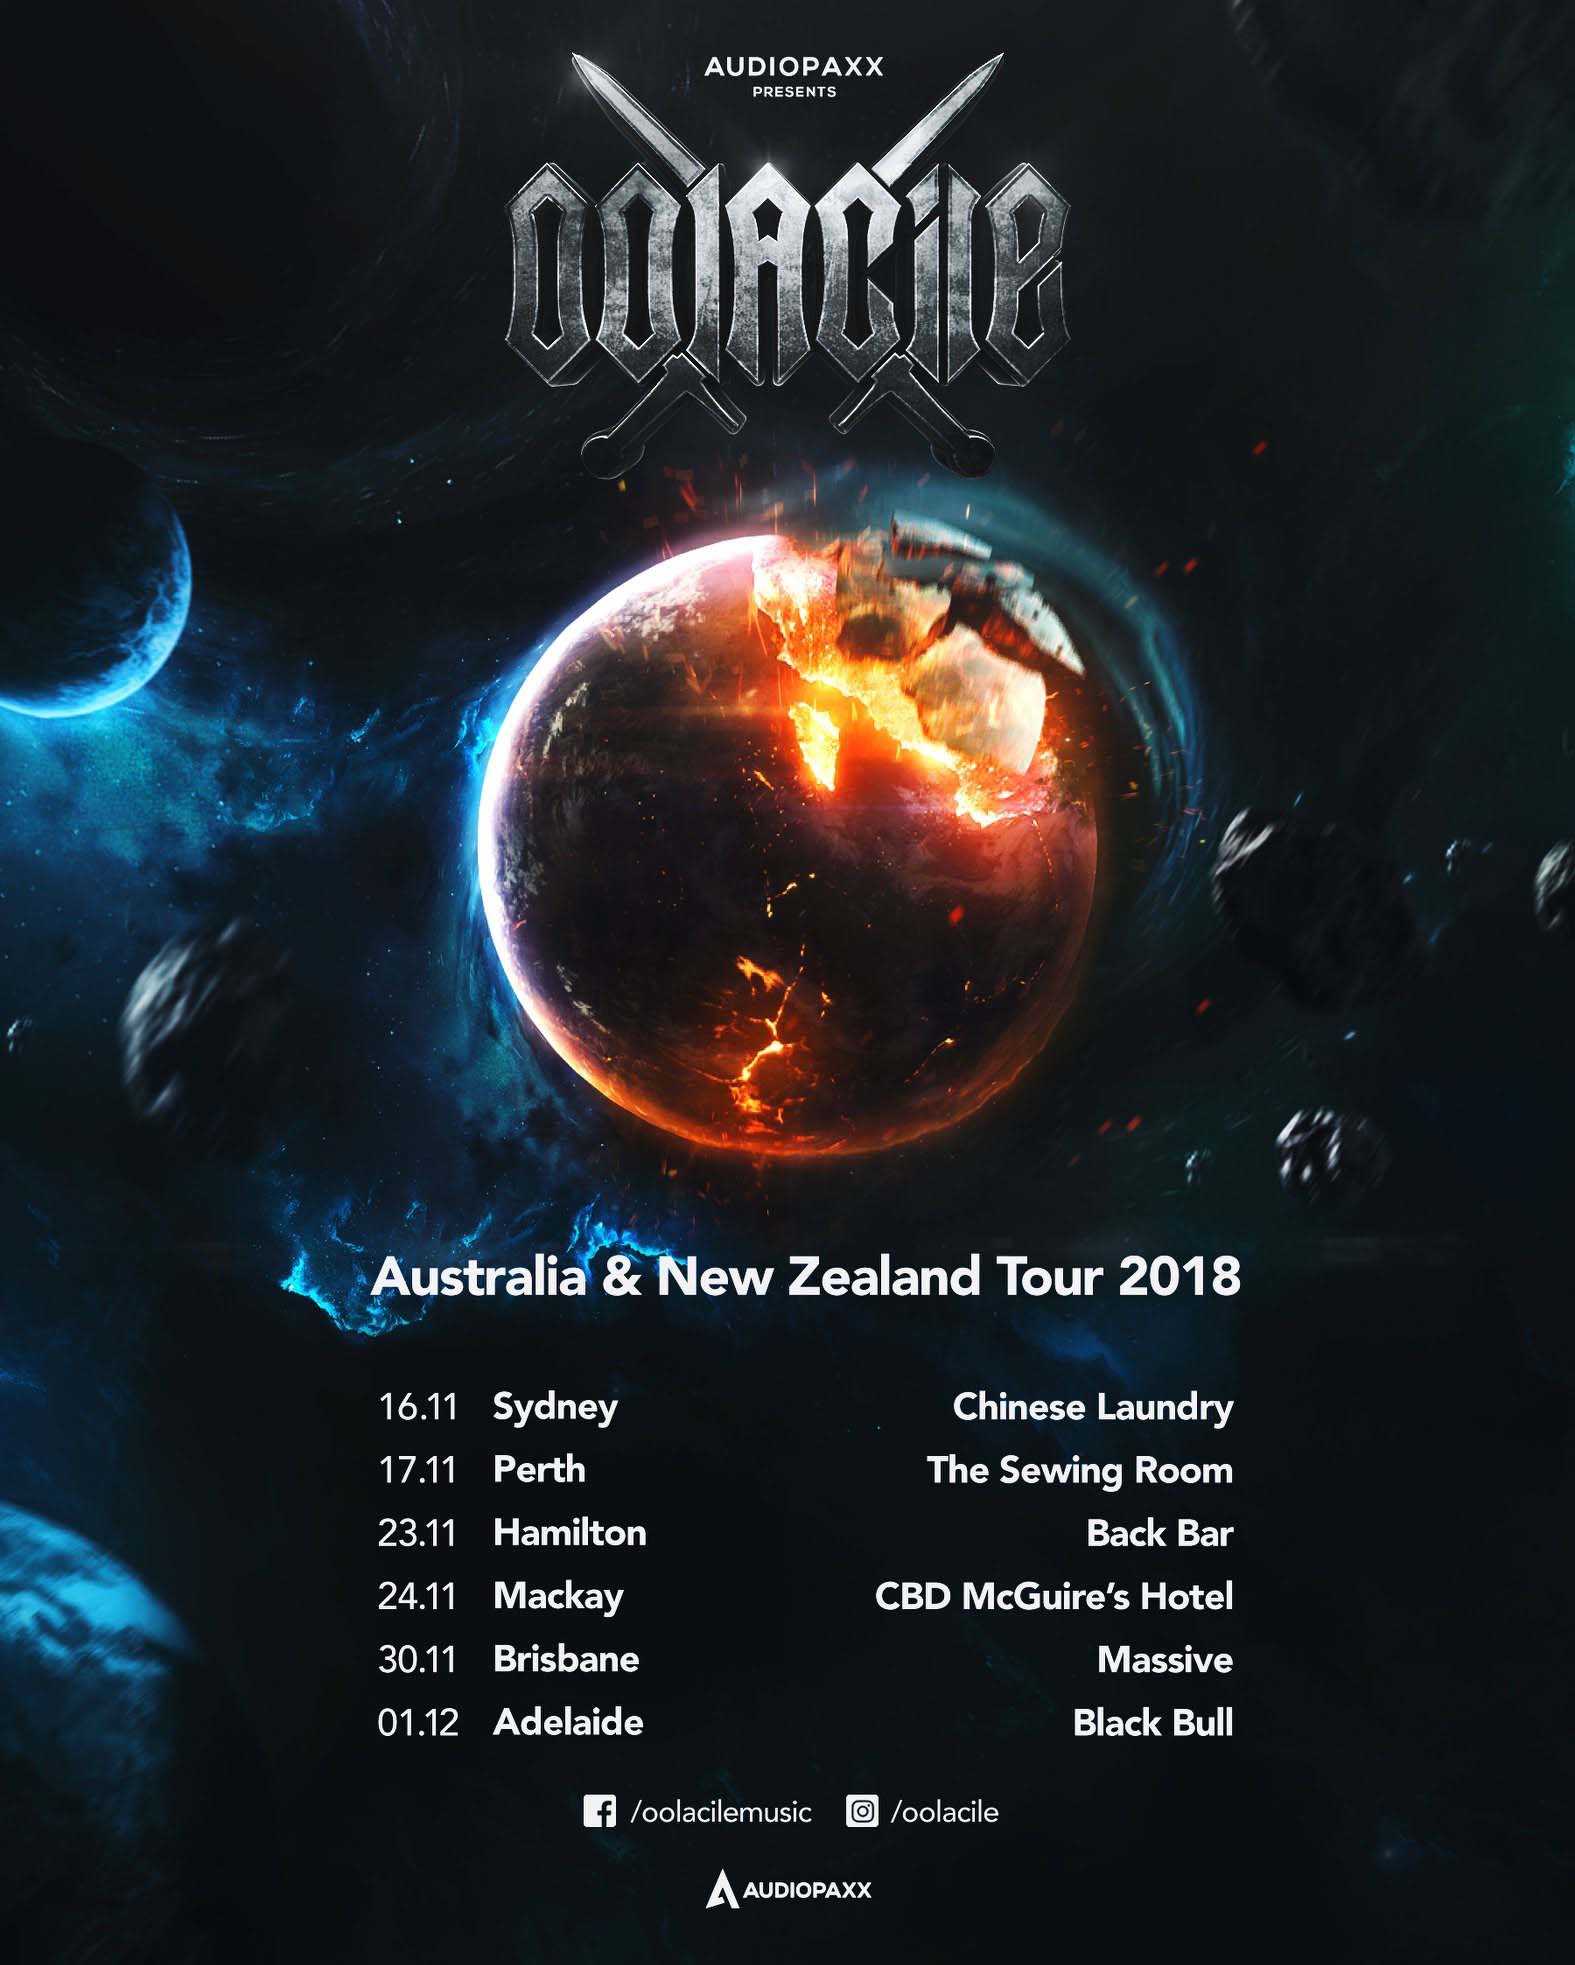 AUDIOPAXX
PRESENTS
oolacile
Australia & New Zealand Tour 2018
16.11 Sydney Chinese Laundry
17.11 Perth The Sewing Room
23.11 Hamilton Back Bar
24.11 Mackay CBD McGuire’s Hotel
30.11 Brisbane Massive
01.12 Adelaide Black Bull
/oolacilemusic /oolacile
AUDIOPAXX